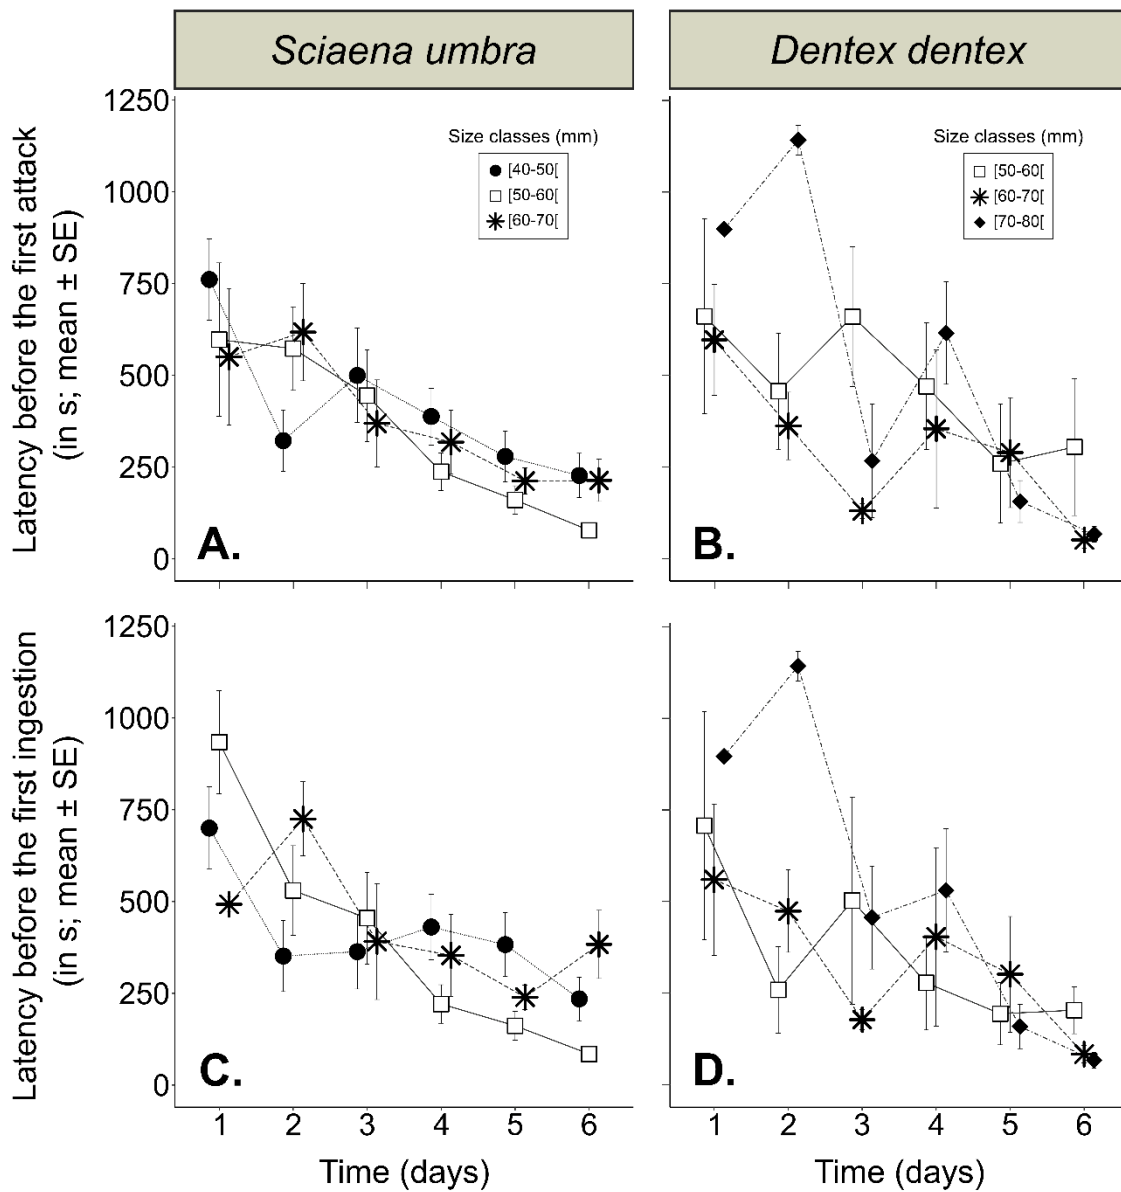 Sciaena umbra
Dentex dentex
Latency before the first attack
(in s; mean ± SE)
1250
1000
750
500
250
0
Size classes (mm)
[40-50[
[50-60[
[60-70[
A.
Size classes (mm)
[50-60[
[60-70[
[70-80[
B.
Latency before the first ingestion
(in s; mean ± SE)
1250
1000
750
500
250
0
C.
D.
1 2 3 4 5 6
1 2 3 4 5 6
Time (days)
Time (days)